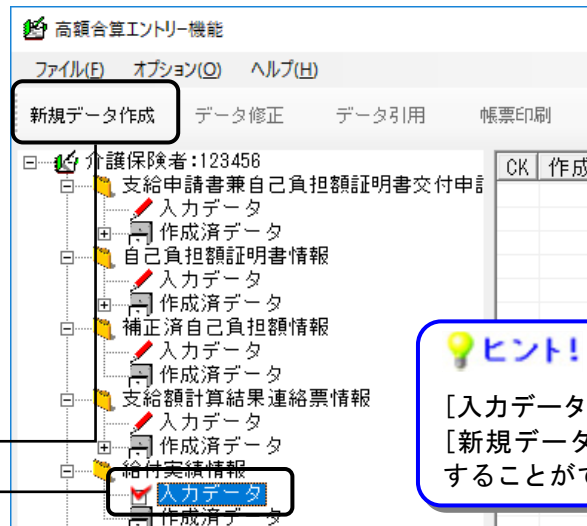 高額合算エントリー機能
ファイル(F) オプション(O) ヘルプ(H)
新規データ作成 データ修正 データ引用 帳票印刷
介護保険者:123456
支給申請書兼自己負担額証明書交付申請
入力データ
作成済データ
自己負担額証明書情報
入力データ
作成済データ
補正済自己負担額情報
入力データ
作成済データ
支給額計算結果連絡票情報
入力データ
作成済データ
給付実績情報
入力データ
作成済データ
CK 作成
ヒント!
[入力データ
[新規データ
することがで